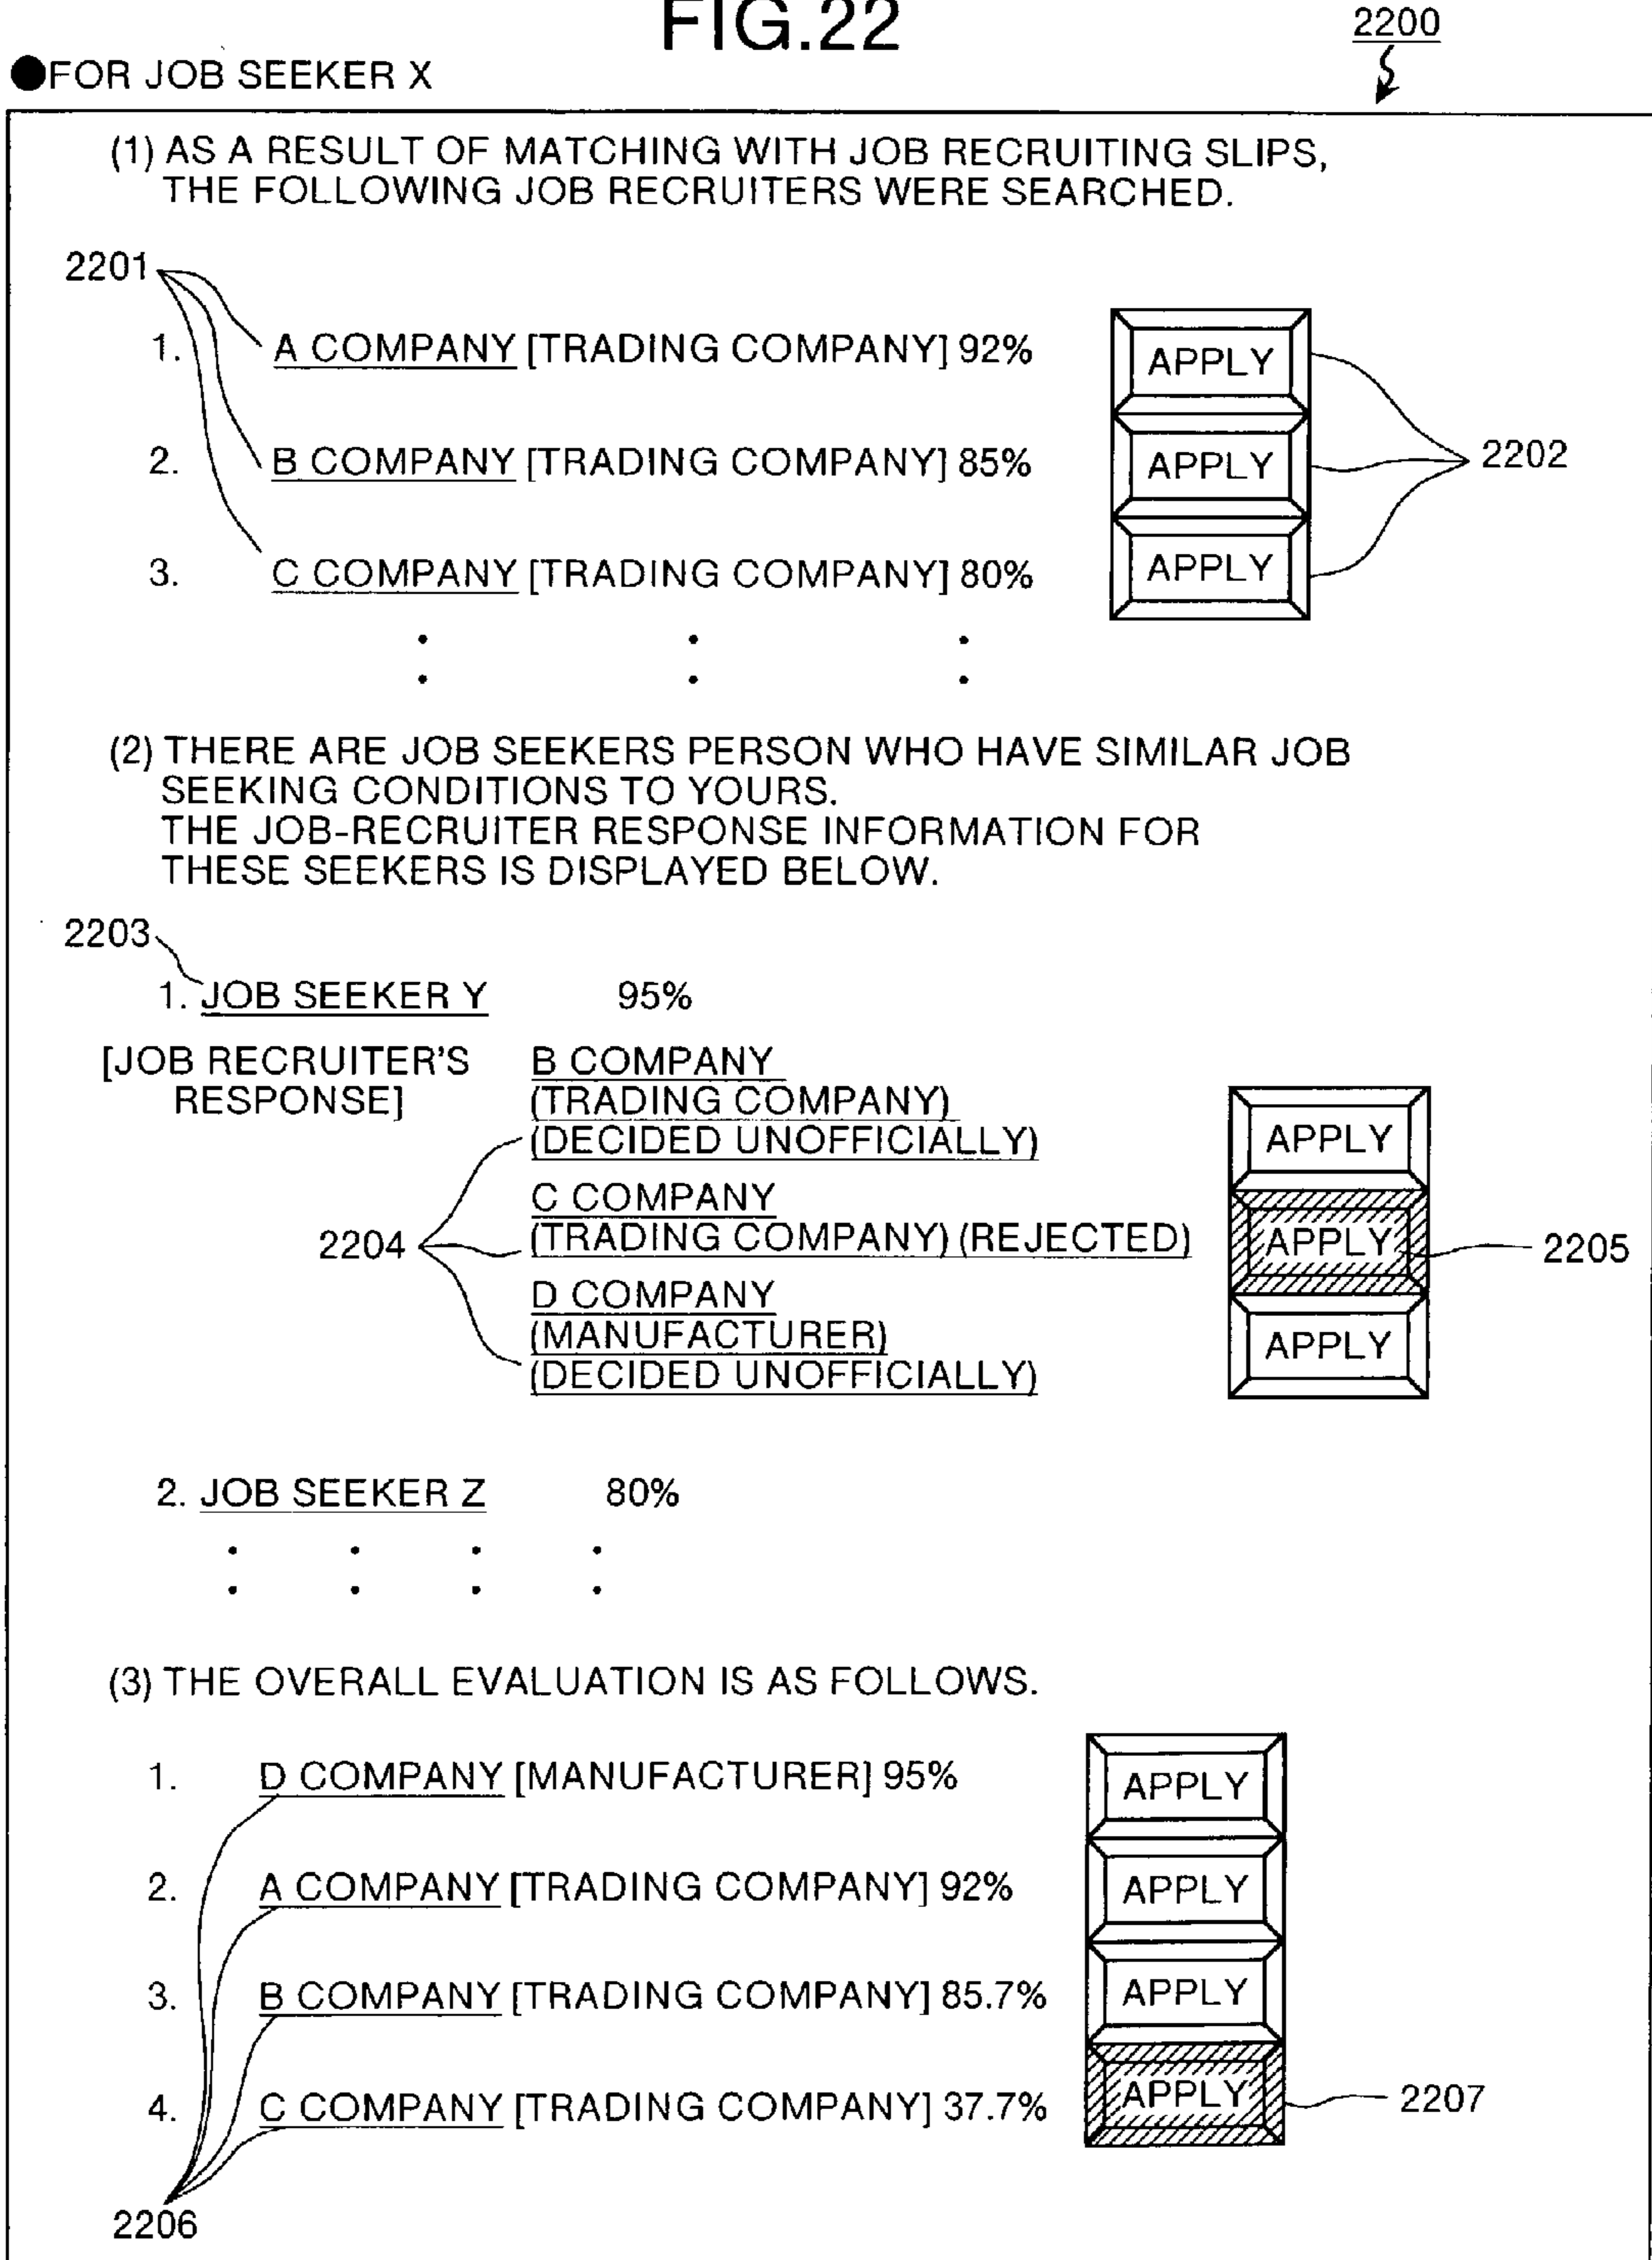 FIG.22
2200
●FOR JOB SEEKER X
(1) AS A RESULT OF MATCHING WITH JOB RECRUITING SLIPS,
THE FOLLOWING JOB RECRUITERS WERE SEARCHED.
2201
1. A COMPANY [TRADING COMPANY] 92% APPLY
2. B COMPANY [TRADING COMPANY] 85% APPLY
2202
3. C COMPANY [TRADING COMPANY] 80% APPLY
(2) THERE ARE JOB SEEKERS PERSON WHO HAVE SIMILAR JOB
SEEKING CONDITIONS TO YOURS.
THE JOB-RECRUITER RESPONSE INFORMATION FOR
THESE SEEKERS IS DISPLAYED BELOW.
2203
1. JOB SEEKER Y 95%
[JOB RECRUITER'S
RESPONSE]
B COMPANY
(TRADING COMPANY)
(DECIDED UNOFFICIALLY)
APPLY
C COMPANY
(TRADING COMPANY) (REJECTED)
APPLY
2204
2205
D COMPANY
(MANUFACTURER)
(DECIDED UNOFFICIALLY)
APPLY
2. JOB SEEKER Z 80%
(3) THE OVERALL EVALUATION IS AS FOLLOWS.
1. D COMPANY [MANUFACTURER] 95% APPLY
2. A COMPANY [TRADING COMPANY] 92% APPLY
3. B COMPANY [TRADING COMPANY] 85.7% APPLY
4. C COMPANY [TRADING COMPANY] 37.7% APPLY
2207
2206